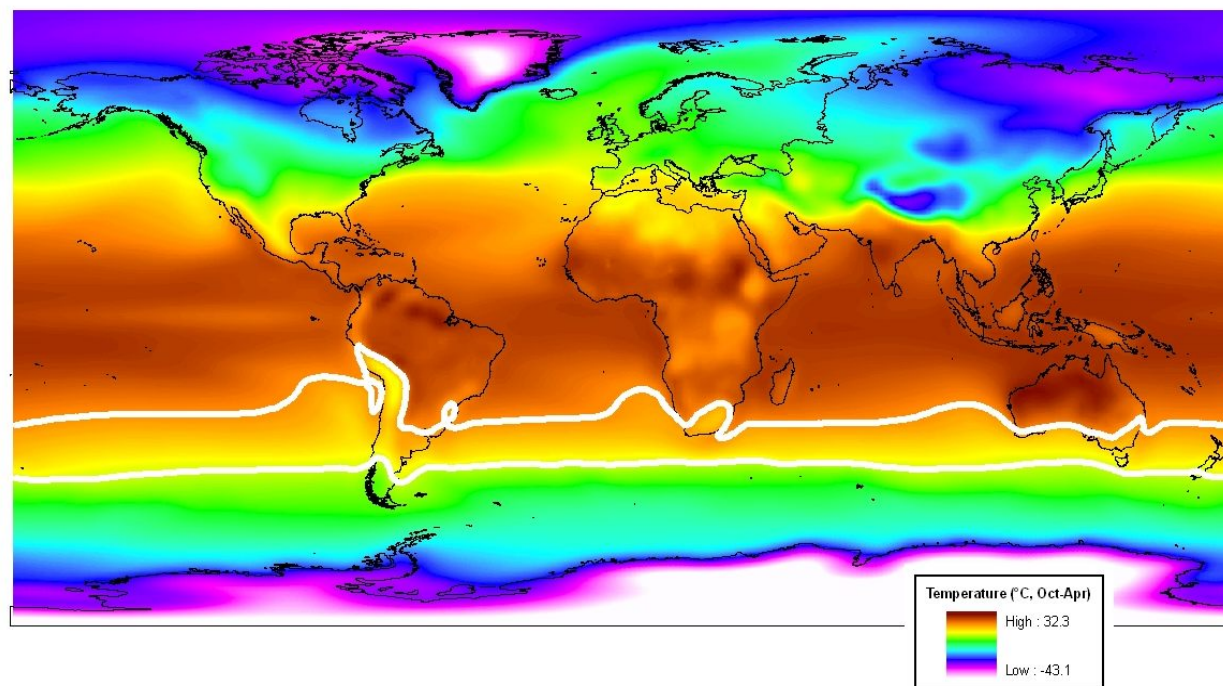 Temperature (°C, Oct-Apr)
High : 32.3
Low : -43.1